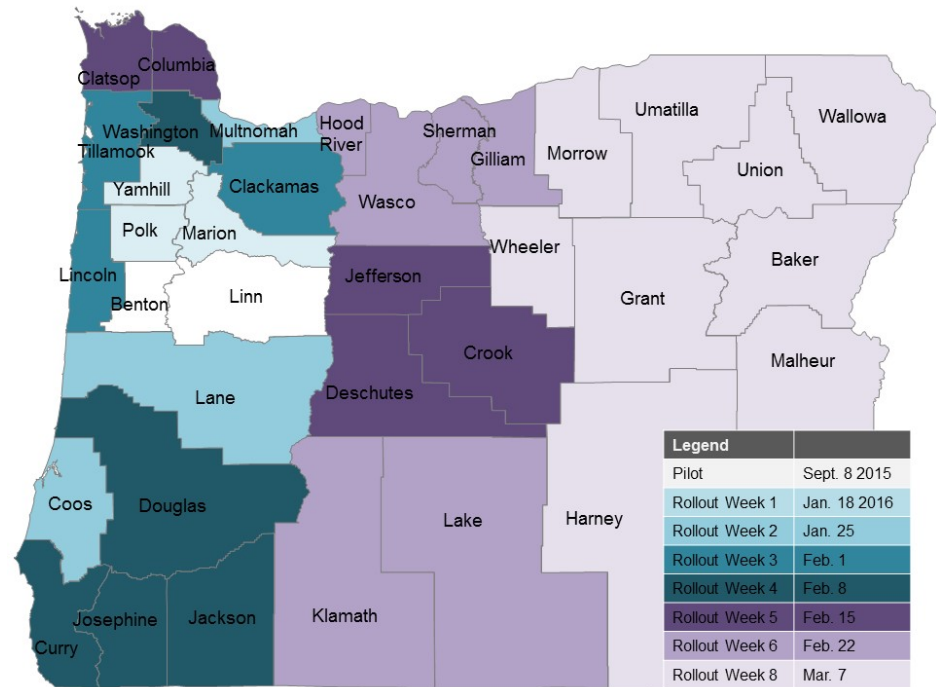 Clatsop
Columbia
Tillamook
Washington
Multnomah
Hood
River
Sherman
Gilliam
Morrow
Umatilla
Union
Wallowa
Yamhill
Clackamas
Wasco
Polk
Marion
Wheeler
Baker
Lincoln
Benton
Linn
Jefferson
Grant
Crook
Malheur
Lane
Deschutes
Coos
Douglas
Lake
Harney
Klamath
Curry
Josephine
Jackson
Legend
Pilot Sept. 8 2015
Rollout Week 1 Jan. 18 2016
Rollout Week 2 Jan. 25
Rollout Week 3 Feb. 1
Rollout Week 4 Feb. 8
Rollout Week 5 Feb. 15
Rollout Week 6 Feb. 22
Rollout Week 8 Mar. 7